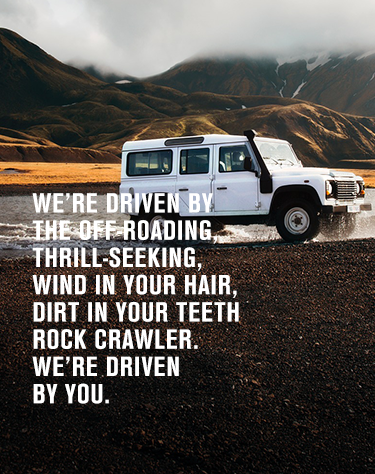 WE’RE DRIVEN BY
THE OFF-ROADING
THRILL-SEEKING,
WIND IN YOUR HAIR,
DIRT IN YOUR TEETH
ROCK CRAWLER.
WE’RE DRIVEN
BY YOU.